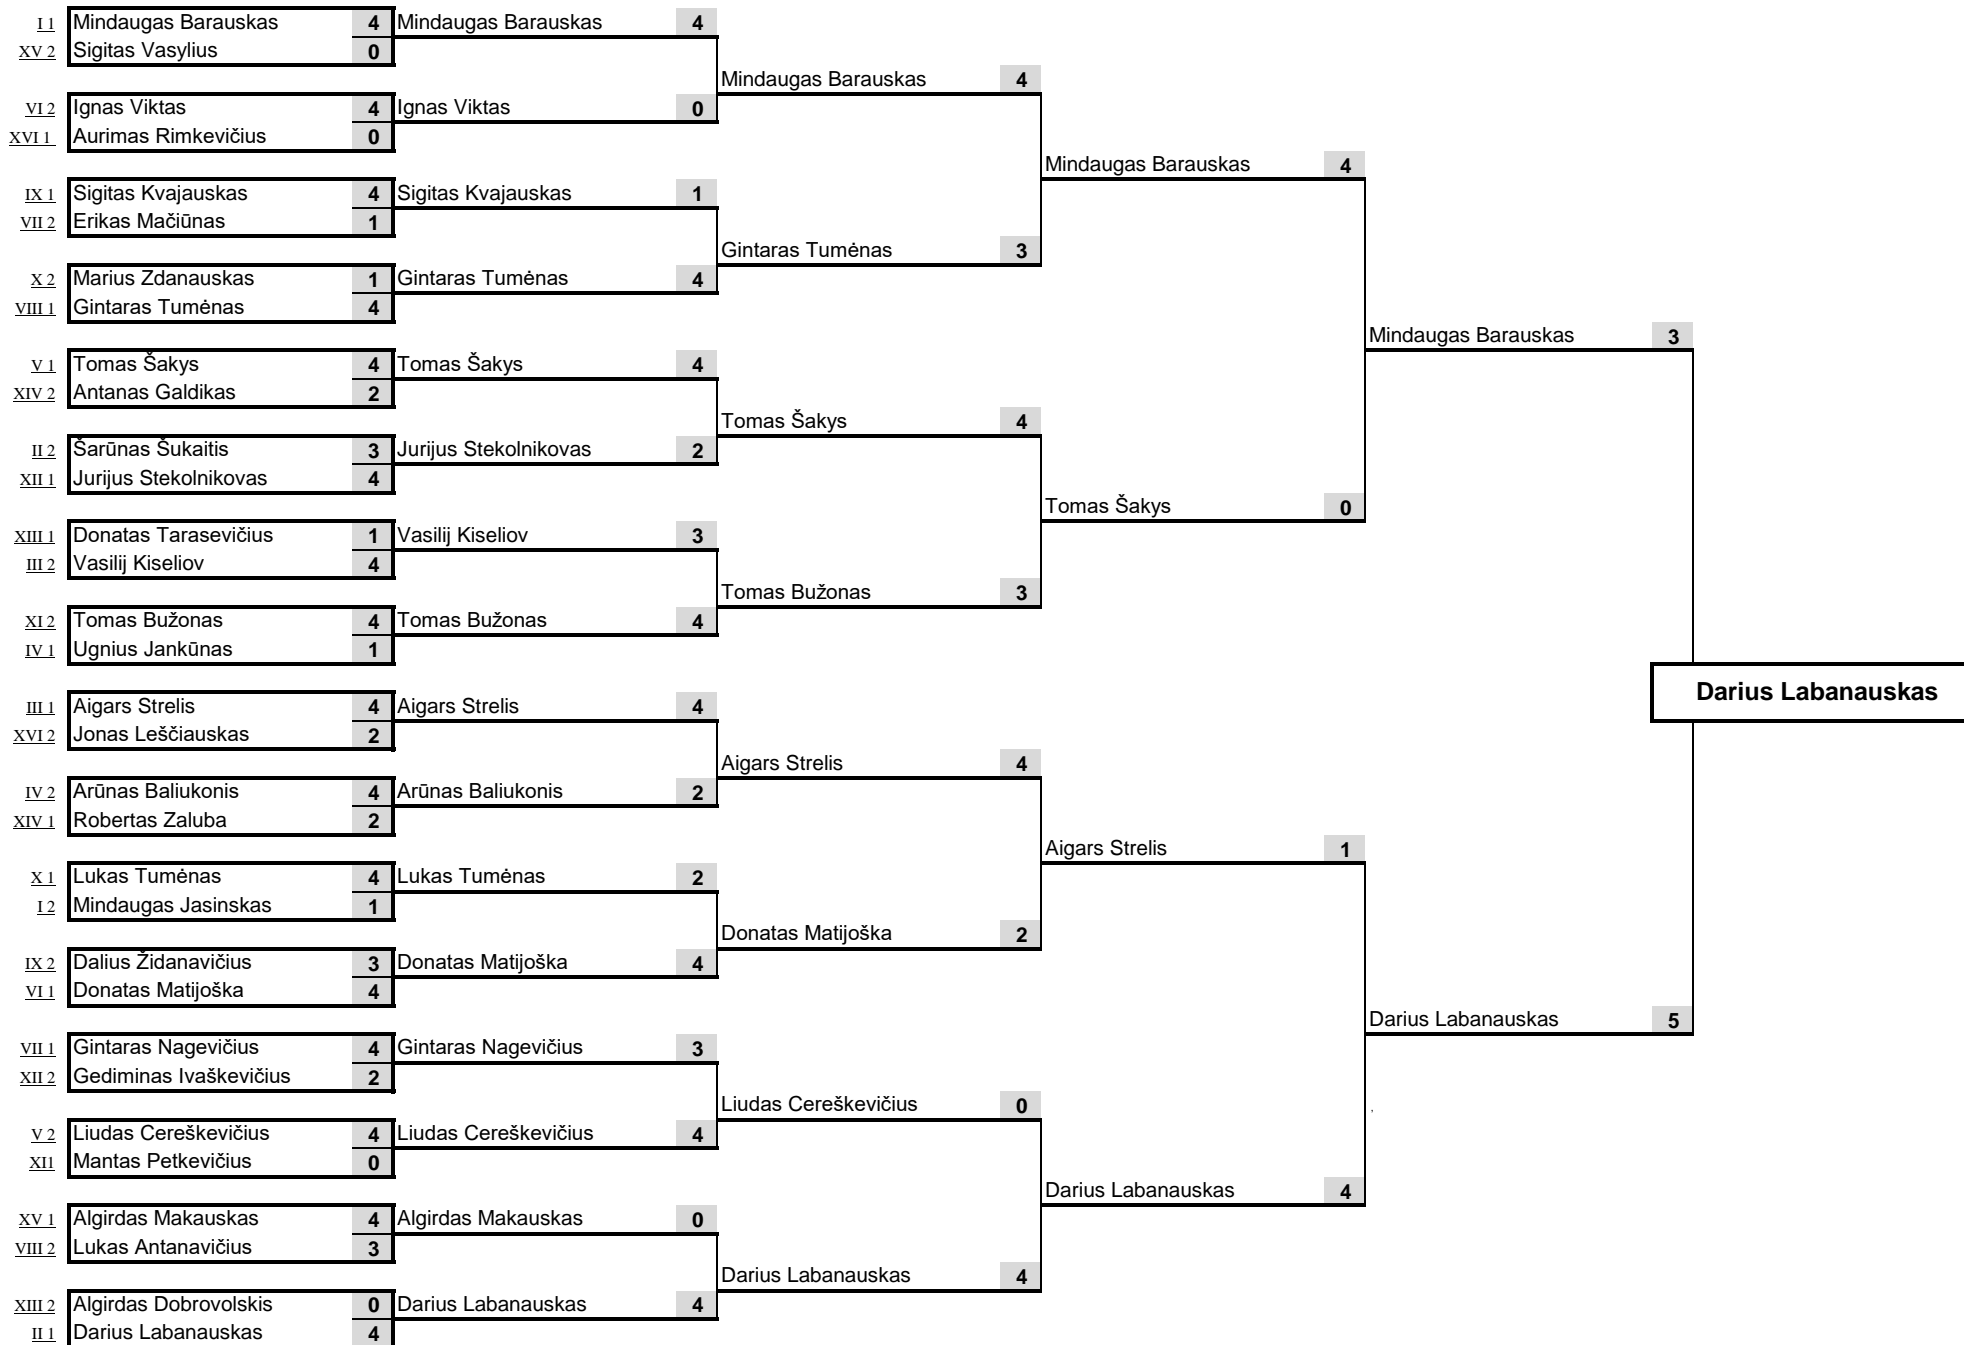 I 1 Mindaugas Barauskas 4 Mindaugas Barauskas 4
XV 2 Sigitas Vasylius 0
Mindaugas Barauskas 4
VI 2 Ignas Viktas 4 Ignas Viktas 0
XVI 1 Aurimas Rimkevičius 0
Mindaugas Barauskas 4
IX 1 Sigitas Kvajauskas 4 Sigitas Kvajauskas 1
VII 2 Erikas Mačiūnas 1
Gintaras Tumėnas 3
X 2 Marius Zdanauskas 1 Gintaras Tumėnas 4
VIII 1 Gintaras Tumėnas 4
Mindaugas Barauskas 3
V 1 Tomas Šakys 4 Tomas Šakys 4
XIV 2 Antanas Galdikas 2
Tomas Šakys 4
II 2 Šarūnas Šukaitis 3 Jurijus Stekolnikovas 2
XII 1 Jurijus Stekolnikovas 4
Tomas Šakys 0
XIII 1 Donatas Tarasevičius 1 Vasilij Kiseliov 3
III 2 Vasilij Kiseliov 4
Tomas Bužonas 3
XI 2 Tomas Bužonas 4 Tomas Bužonas 4
IV 1 Ugnius Jankūnas 1
Darius Labanauskas
III 1 Aigars Strelis 4 Aigars Strelis 4
XVI 2 Jonas Leščiauskas 2
Aigars Strelis 4
IV 2 Arūnas Baliukonis 4 Arūnas Baliukonis 2
XIV 1 Robertas Zaluba 2
Aigars Strelis 1
X 1 Lukas Tumėnas 4 Lukas Tumėnas 2
I 2 Mindaugas Jasinskas 1
Donatas Matijoška 2
IX 2 Dalius Židanavičius 3 Donatas Matijoška 4
VI 1 Donatas Matijoška 4
Darius Labanauskas 5
VII 1 Gintaras Nagevičius 4 Gintaras Nagevičius 3
XII 2 Gediminas Ivaškevičius 2
Liudas Cereškevičius 0
V 2 Liudas Cereškevičius 4 Liudas Cereškevičius 4
XI1 Mantas Petkevičius 0
Darius Labanauskas 4
XV 1 Algirdas Makauskas 4 Algirdas Makauskas 0
VIII 2 Lukas Antanavičius 3
Darius Labanauskas 4
XIII 2 Algirdas Dobrovolskis 0 Darius Labanauskas 4
II 1 Darius Labanauskas 4